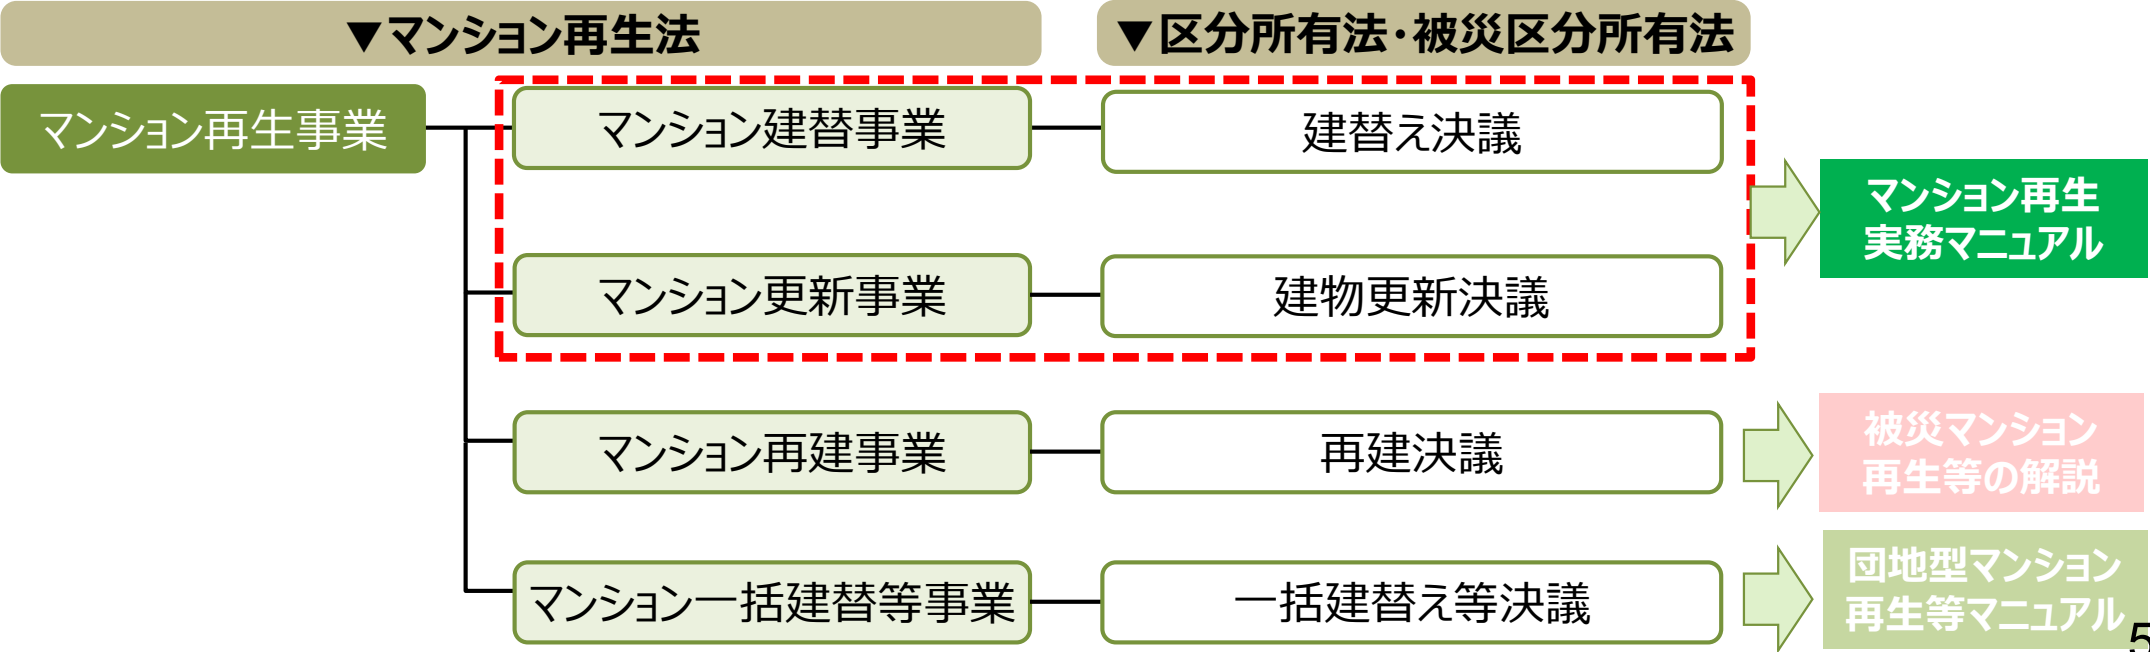 ▼マンション再生法
▼区分所有法・被災区分所有法
マンション再生事業
マンション建替事業
建替え決議
マンション再生
実務マニュアル
マンション更新事業
建物更新決議
マンション再建事業
再建決議
被災マンション
再生等の解説
マンション一括建替等事業
一括建替え等決議
団地型マンション
再生等マニュアル
5